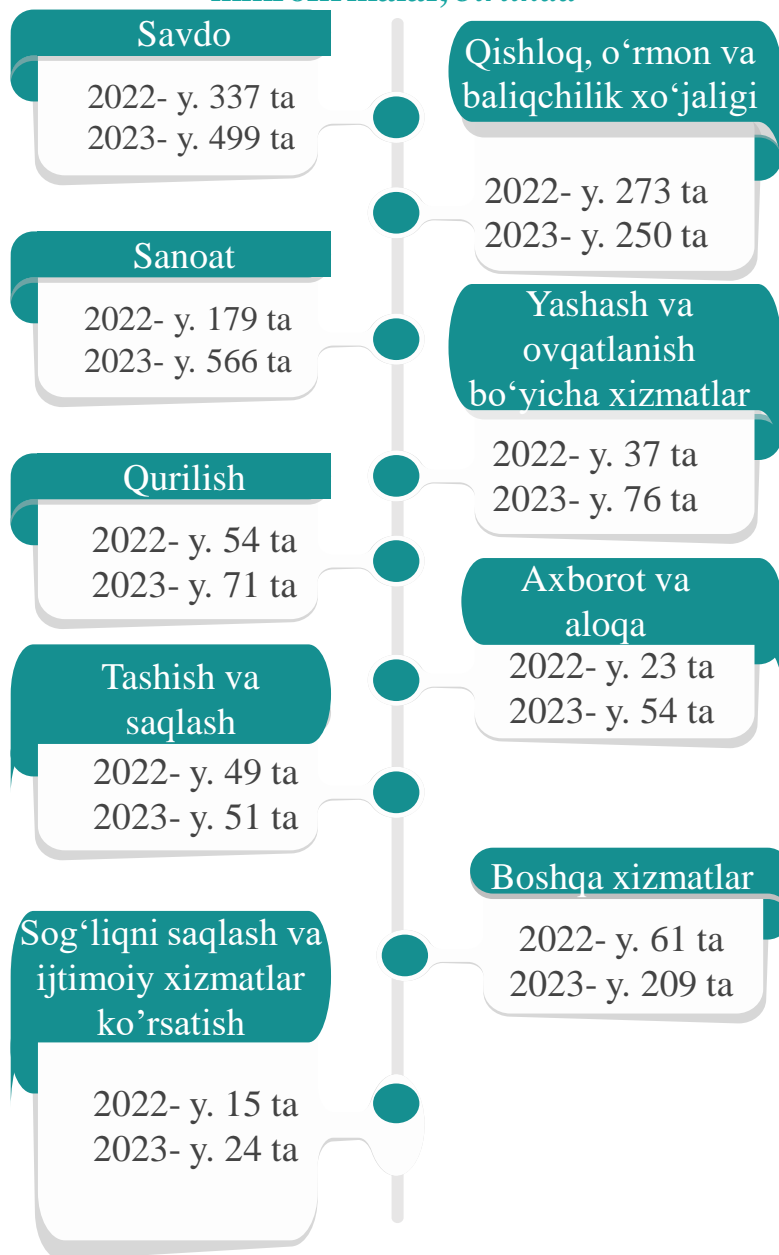 Savdo
2022- y. 337 ta
2023- y. 499 ta
Qishloq, o‘rmon va
baliqchilik xo‘jaligi
2022- y. 273 ta
2023- y. 250 ta
Sanoat
2022- y. 179 ta
2023- y. 566 ta
Yashash va
ovqatlanish
bo‘yicha xizmatlar
2022- y. 37 ta
2023- y. 76 ta
Qurilish
2022- y. 54 ta
2023- y. 71 ta
Axborot va
aloqa
2022- y. 23 ta
2023- y. 54 ta
Tashish va
saqlash
2022- y. 49 ta
2023- y. 51 ta
Boshqa xizmatlar
2022- y. 61 ta
2023- y. 209 ta
Sog‘liqni saqlash va
ijtimoiy xizmatlar
ko’rsatish
2022- y. 15 ta
2023- y. 24 ta